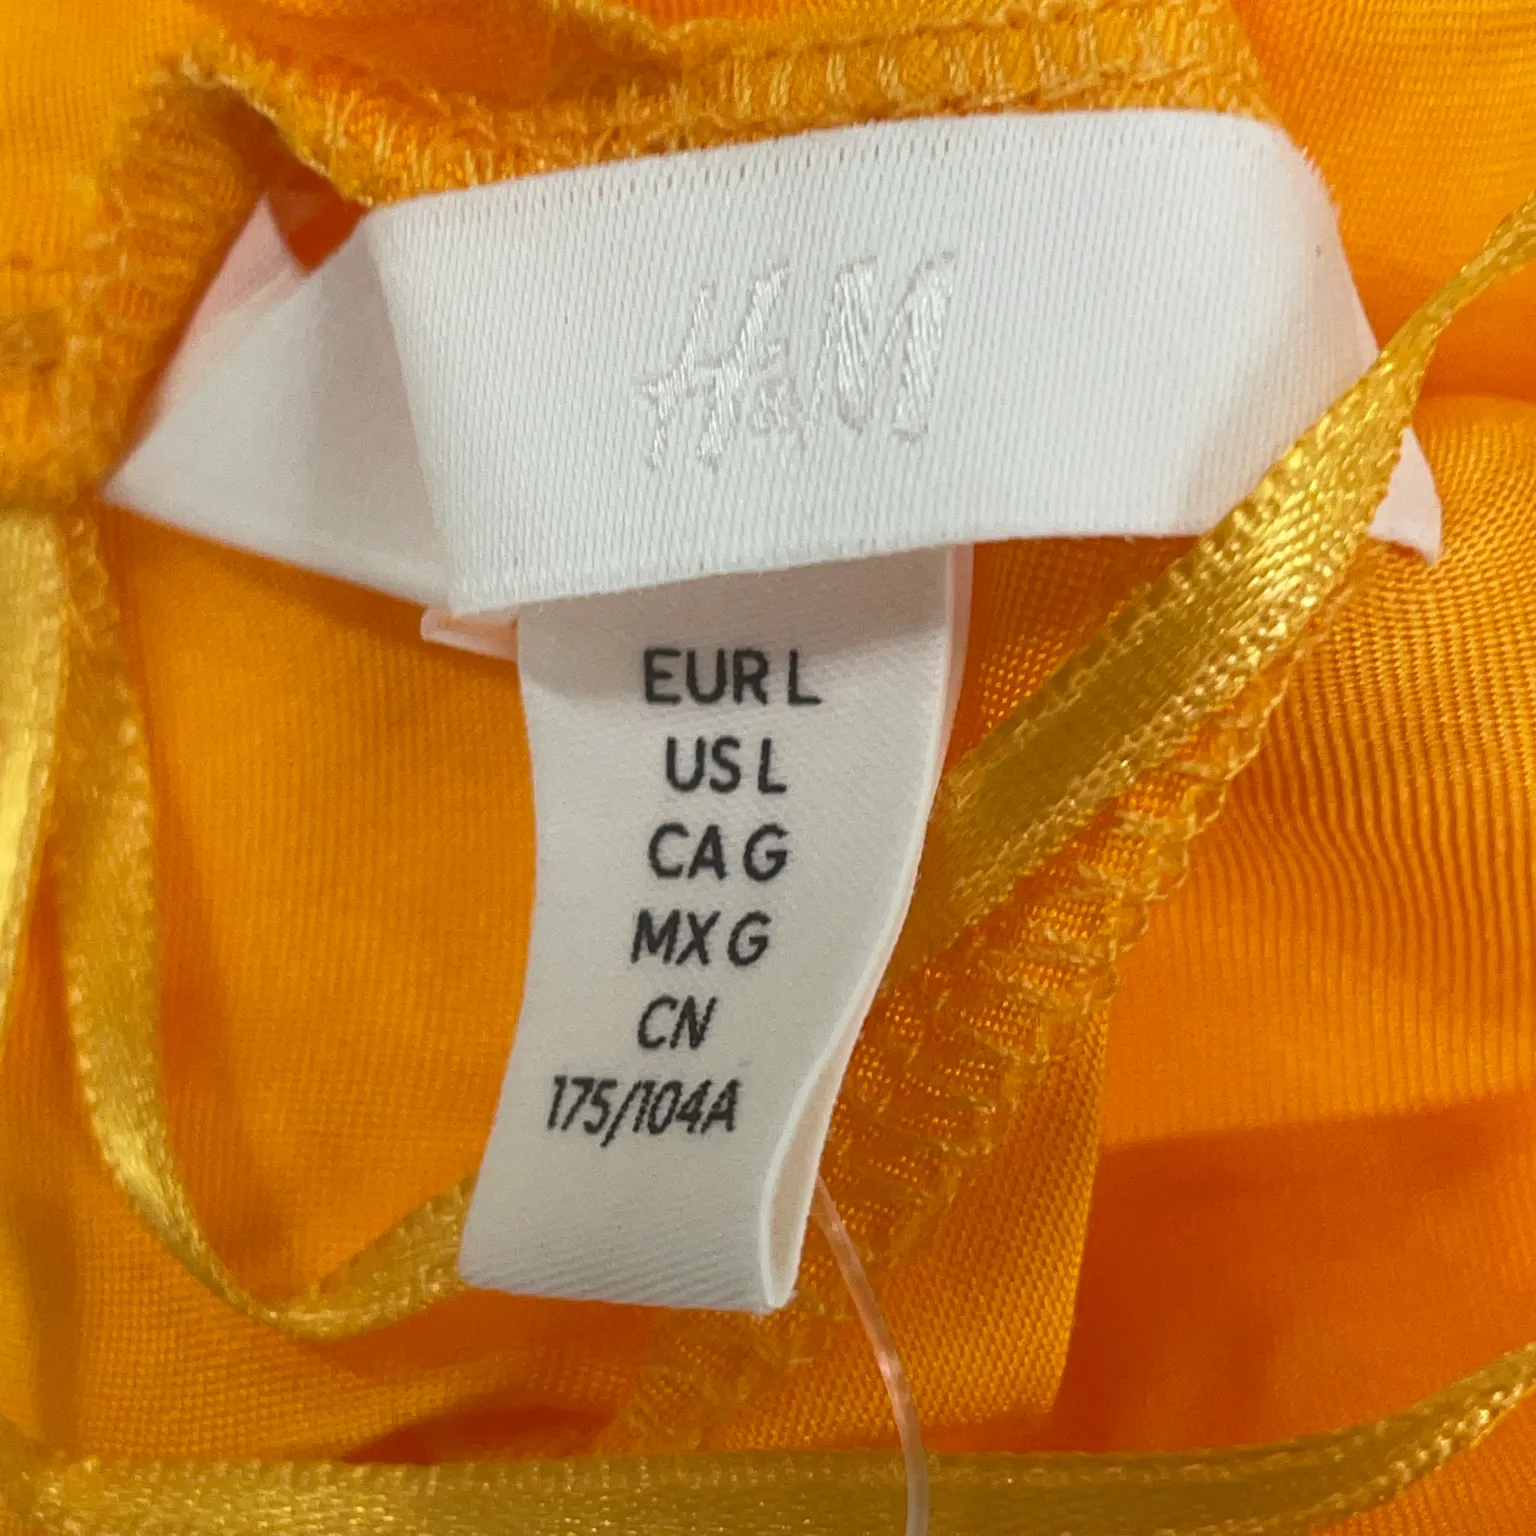 H&M
EUR L
US L
CA G
MX G
CN
175/104A